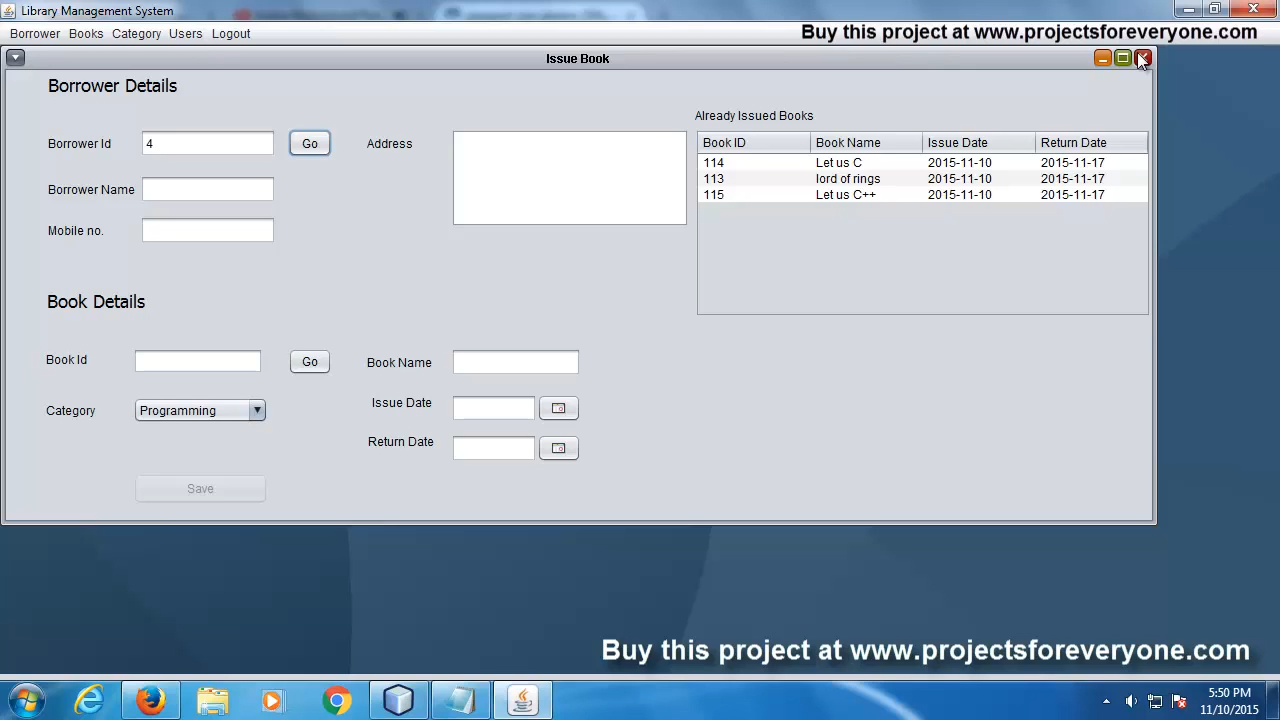 Library Management System
Borrower Books Category Users Logout
Buy this project at www.projectsforeveryone.com
Issue Book
Borrower Details
Already Issued Books
Borrower Id 4 Go Address
Book ID Book Name Issue Date Return Date
114 Let us C 2015-11-10 2015-11-17
113 lord of rings 2015-11-10 2015-11-17
115 Let us C++ 2015-11-10 2015-11-17
Borrower Name
Mobile no.
Book Details
Book Id Go Book Name
Category Programming Issue Date
Return Date
Save
Buy this project at www.projectsforeveryone.com
5:50 PM
11/10/2015